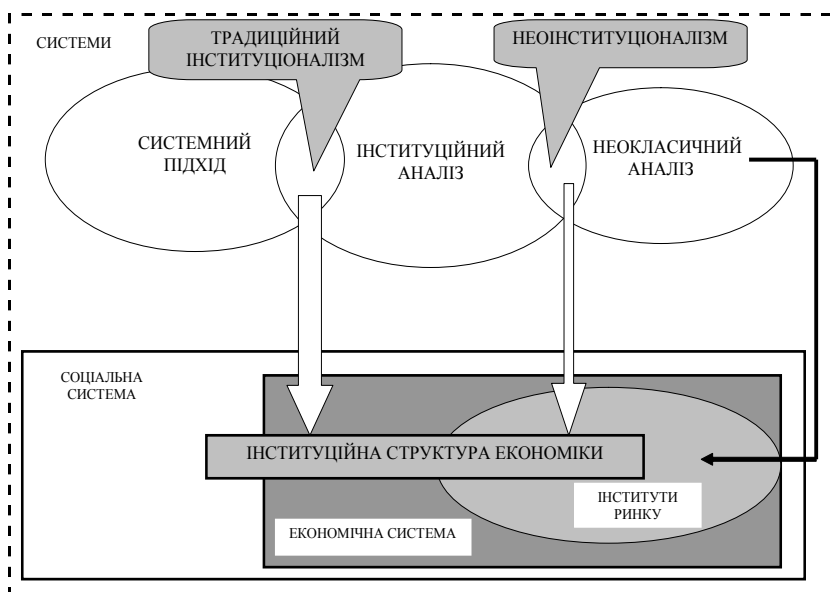 СИСТЕМИ
ТРАДИЦІЙНИЙ
ІНСТИТУЦІОНАЛІЗМ
НЕОІНСТИТУЦІОНАЛІЗМ
СИСТЕМНИЙ
ПІДХІД
ІНСТИТУЦІЙНИЙ
АНАЛІЗ
НЕОКЛАСИЧНИЙ
АНАЛІЗ
СОЦІАЛЬНА
СИСТЕМА
ІНСТИТУЦІЙНА СТРУКТУРА ЕКОНОМІКИ
ІНСТИТУТИ
РИНКУ
ЕКОНОМІЧНА СИСТЕМА